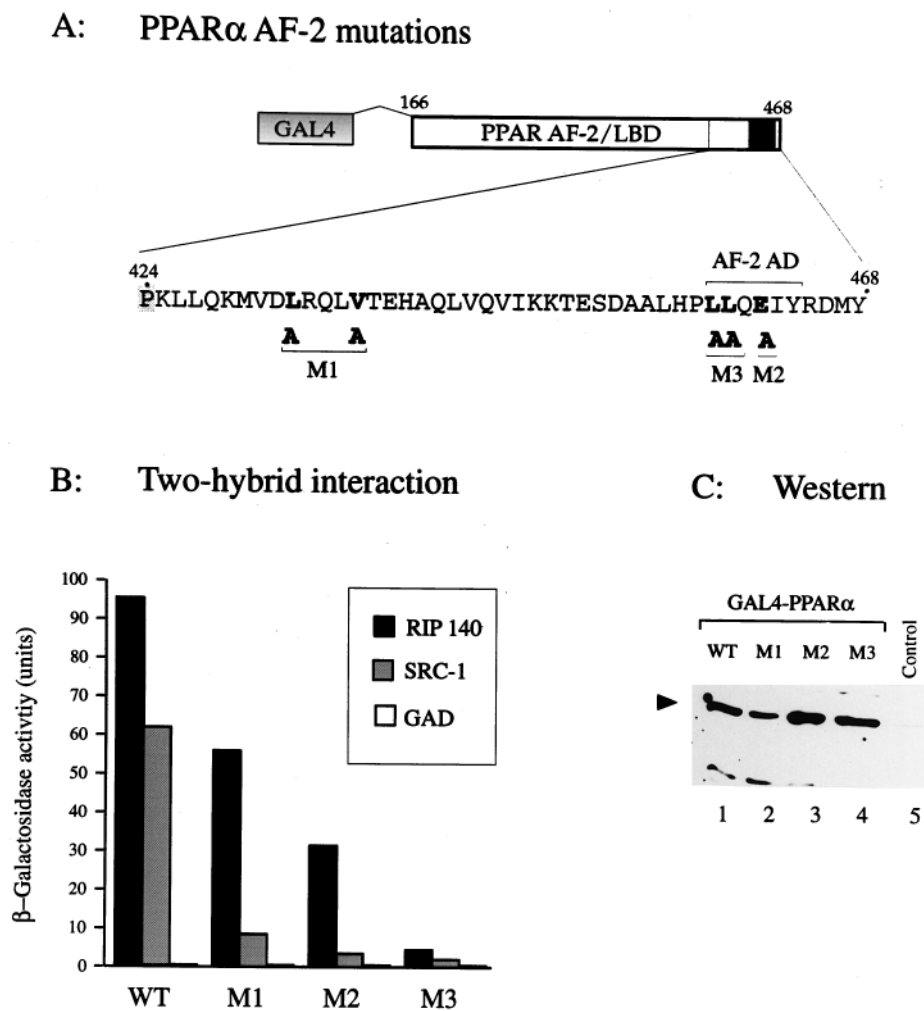 A: PPARα AF-2 mutations
166
468
GAL4
PPAR AF-2/LBD
424
AF-2 AD
468
PKLLQKMVDLRQLVTEHAQLVQVIKKTESDAALHPLLQEIYRDMY
A A AA A
M1 M3 M2
B: Two-hybrid interaction
C: Western
100
90
80
70
60
50
40
30
20
10
0
β–Galactosidase activtiy (units)
RIP 140
SRC-1
GAD
WT M1 M2 M3
GAL4-PPARα
WT M1 M2 M3
Control
1 2 3 4 5